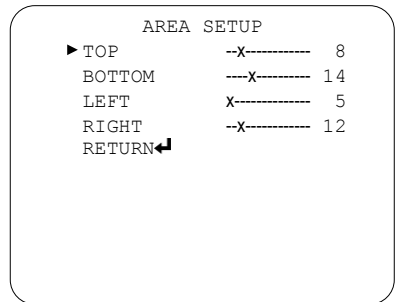 AREA SETUP
►TOP --X------------ 8
BOTTOM ----X---------- 14
LEFT X-------------- 5
RIGHT --X------------ 12
RETURN↵